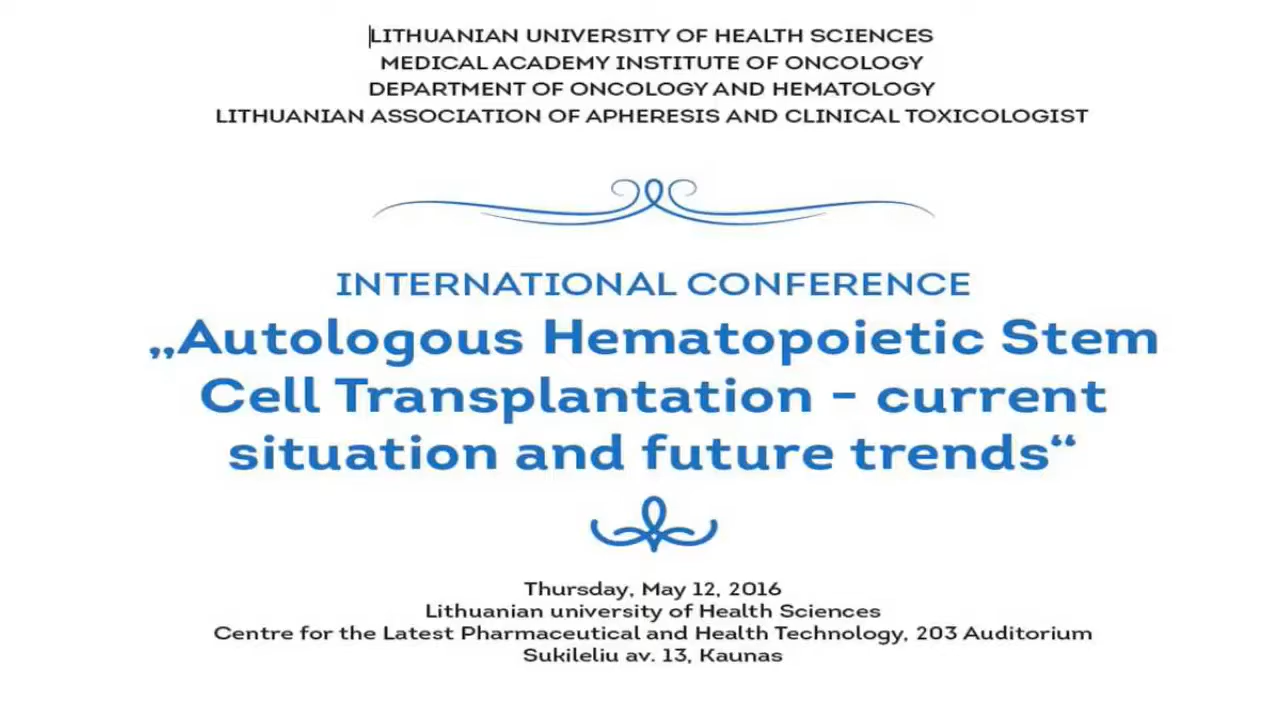 LITHUANIAN UNIVERSITY OF HEALTH SCIENCES
MEDICAL ACADEMY INSTITUTE OF ONCOLOGY
DEPARTMENT OF ONCOLOGY AND HEMATOLOGY
LITHUANIAN ASSOCIATION OF APHERESIS AND CLINICAL TOXICOLOGIST
INTERNATIONAL CONFERENCE
„Autologous Hematopoietic Stem
Cell Transplantation - current
situation and future trends“
Thursday, May 12, 2016
Lithuanian university of Health Sciences
Centre for the Latest Pharmaceutical and Health Technology, 203 Auditorium
Sukileliu av. 13, Kaunas